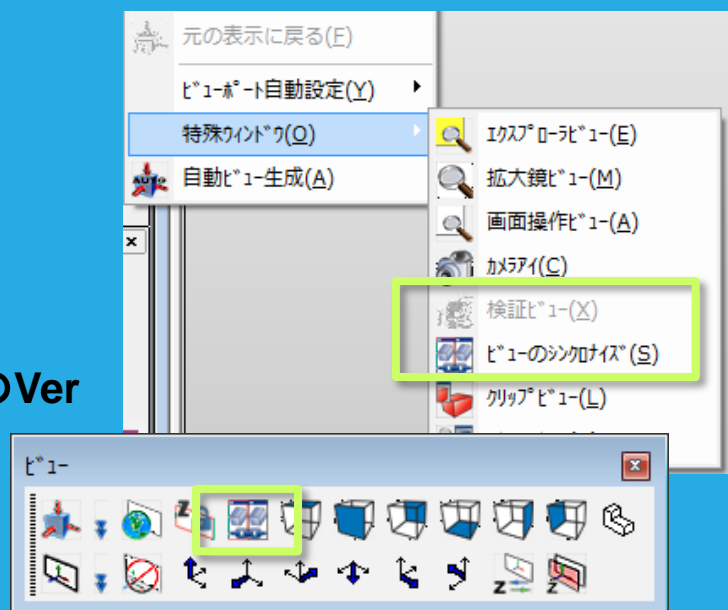 元の表示に戻る(F)
ﾋﾞｭｰﾎﾟｰﾄ自動設定(Y)
特殊ｳｨﾝﾄﾞｳ(O)
自動ﾋﾞｭｰ生成(A)
ｴｸｽﾌﾟﾛｰﾗﾋﾞｭｰ(E)
拡大鏡ﾋﾞｭｰ(M)
画面操作ﾋﾞｭｰ(A)
ｶﾒﾗｱｲ(C)
検証ﾋﾞｭｰ(X)
ﾋﾞｭｰのｼﾝｸﾛﾅｲｽﾞ(S)
ｸﾘｯﾌﾟﾋﾞｭｰ(L)
のVer
ﾋﾞｭｰ